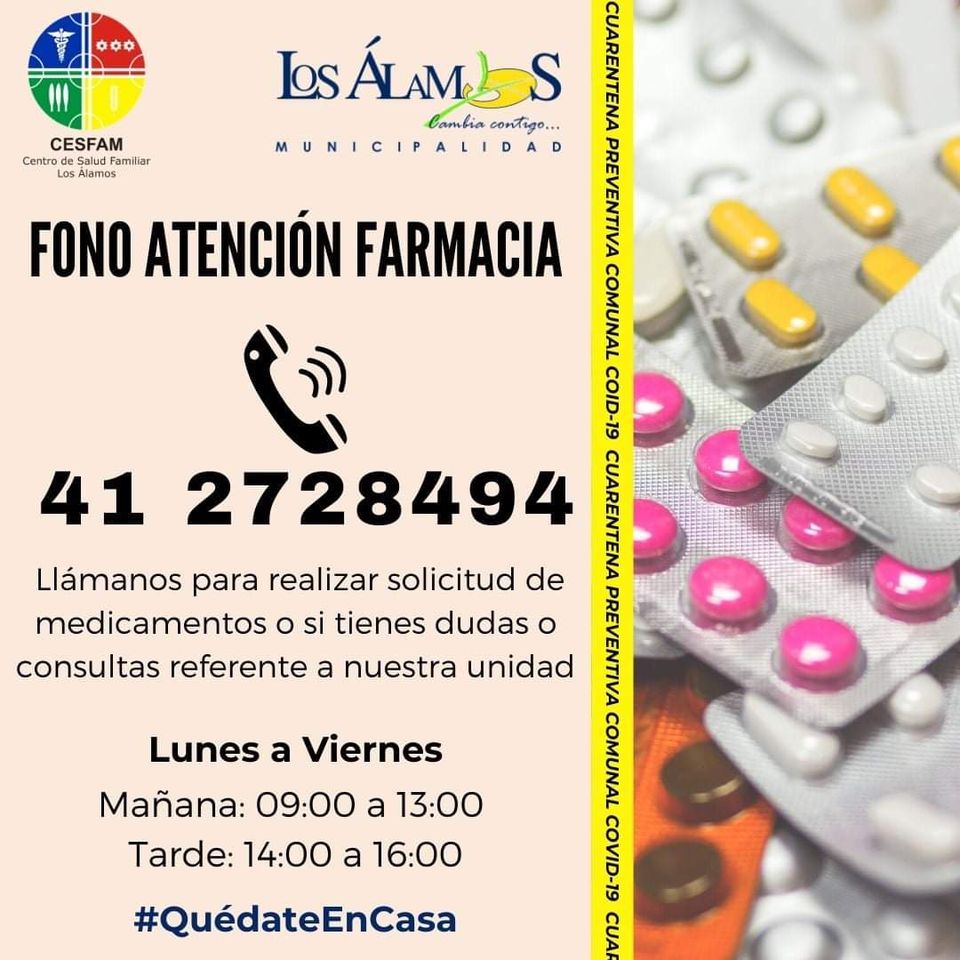 CESFAM
Centro de Salud Familiar
Los Álamos
LOS ÁLAMOS
Cambia contigo...
MUNICIPALIDAD
FONO ATENCIÓN FARMACIA
41 2728494
Llámanos para realizar solicitud de
medicamentos o si tienes dudas o
consultas referente a nuestra unidad
Lunes a Viernes
Mañana: 09:00 a 13:00
Tarde: 14:00 a 16:00
#QuédateEnCasa
CUARENTENA PREVENTIVA COMUNAL COID-19 CUARENTENA PREVENTIVA COMUNAL COVID-19 CUAR